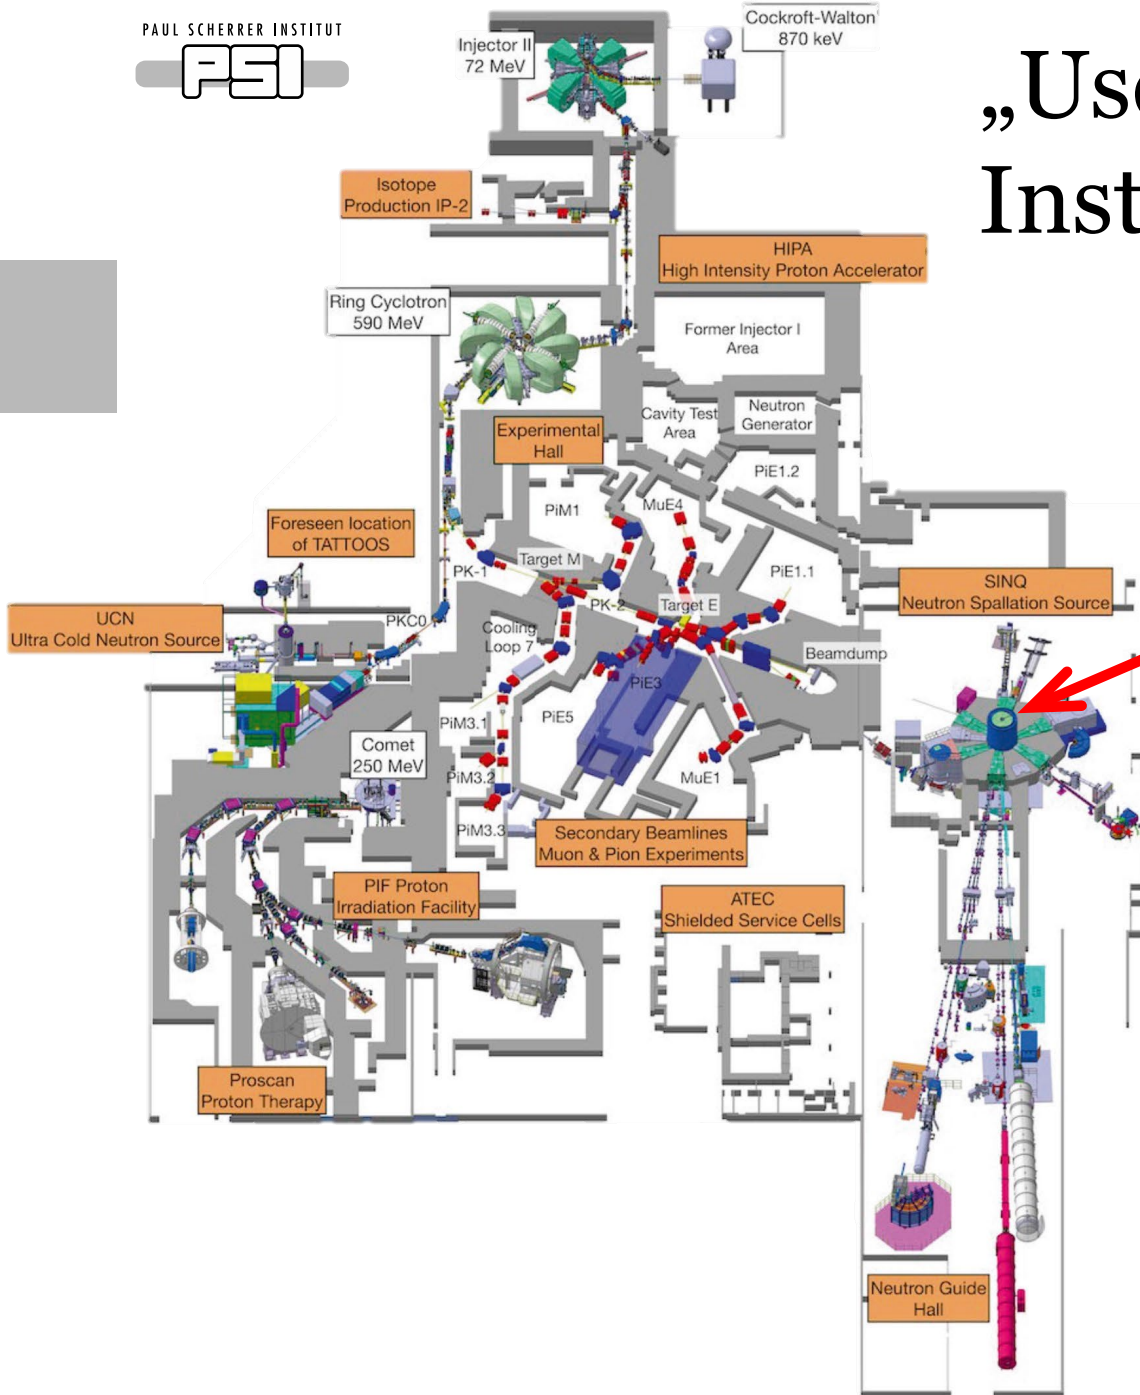 PAUL SCHERRER INSTITUT
PSI
„Use
Inst
Cockroft-Walton
870 keV
Injector II
72 MeV
Isotope
Production IP-2
HIPA
High Intensity Proton Accelerator
Ring Cyclotron
590 MeV
Former Injector I
Area
Cavity Test
Area
Neutron
Generator
Experimental
Hall
PiE1.2
PiM1
MuE4
Foreseen location
of TATTOOS
Target M
PK-1
PiE1.1
SINQ
Neutron Spallation Source
PK-2
Target E
UCN
Ultra Cold Neutron Source
PKC0
Cooling
Loop 7
Beamdump
PiE3
PiM3.1
PiE5
Comet
250 MeV
PiM3.2
MuE1
PiM3.3
Secondary Beamlines
Muon & Pion Experiments
PIF Proton
Irradiation Facility
ATEC
Shielded Service Cells
Proscan
Proton Therapy
Neutron Guide
Hall